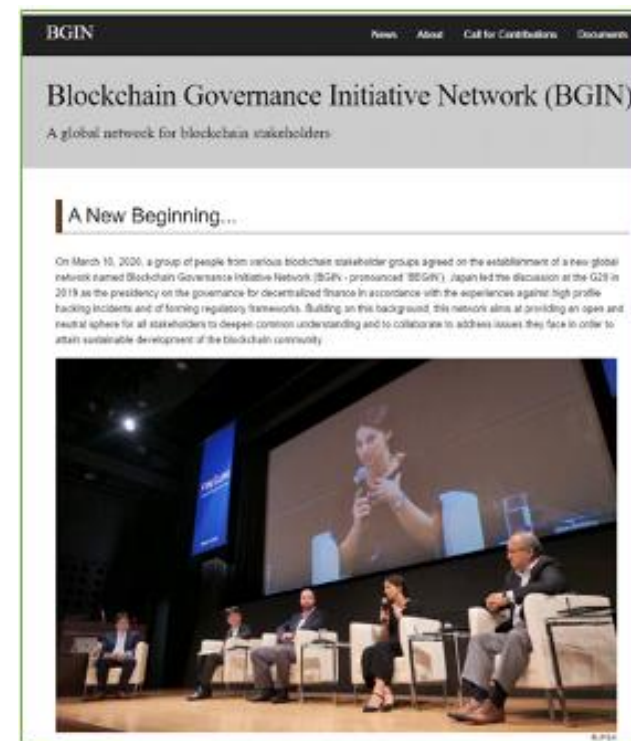 BGIN
News About Call for Contributions Documents
Blockchain Governance Initiative Network (BGIN)
A global network for blockchain stakeholders
A New Beginning...
On March 10, 2020, a group of people from various blockchain stakeholder groups agreed on the establishment of a new global
network named Blockchain Governance Initiative Network (BGIN - pronounced 'BEGIN'). Japan led the discussion at the G20 in
2019 as the presidency on the governance for decentralized finance in accordance with the experiences against high profile
hacking incidents and of forming regulatory frameworks. Building on this background, this network aims at providing an open and
neutral sphere for all stakeholders to deepen common understanding and to collaborate to address issues they face in order to
attain sustainable development of the blockchain community.